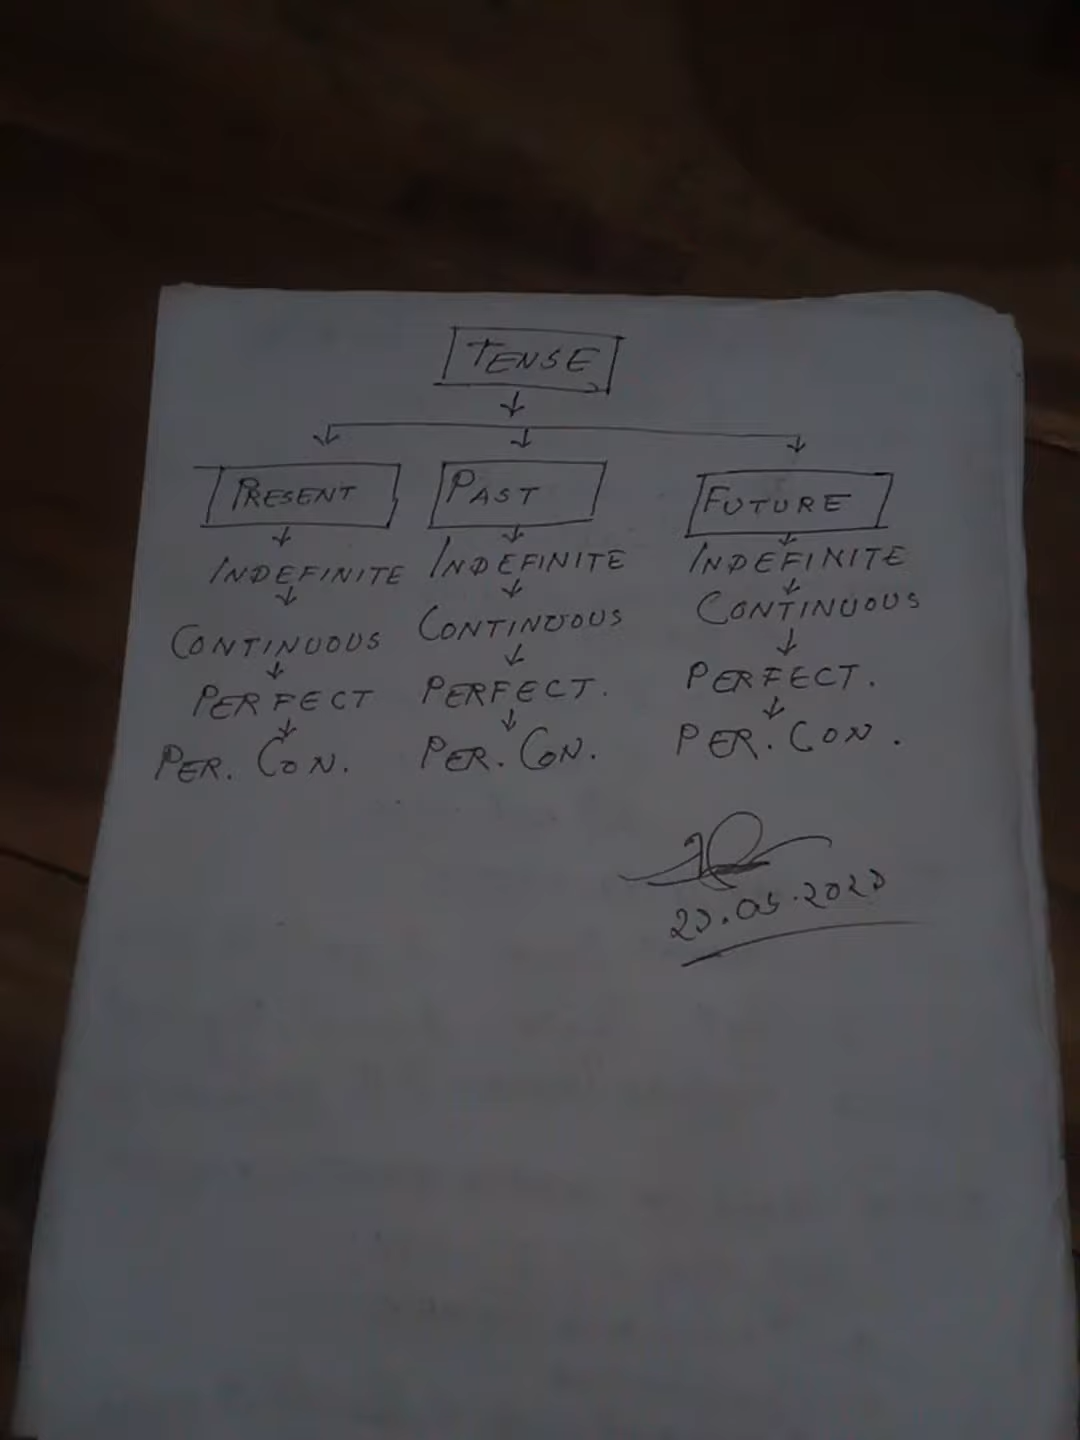 TENSE
PRESENT PAST FUTURE
INDEFINITE INDEFINITE INDEFINITE
CONTINUOUS CONTINUOUS CONTINUOUS
PERFECT PERFECT. PERFECT.
PER. CON. PER. CON. PER. CON.